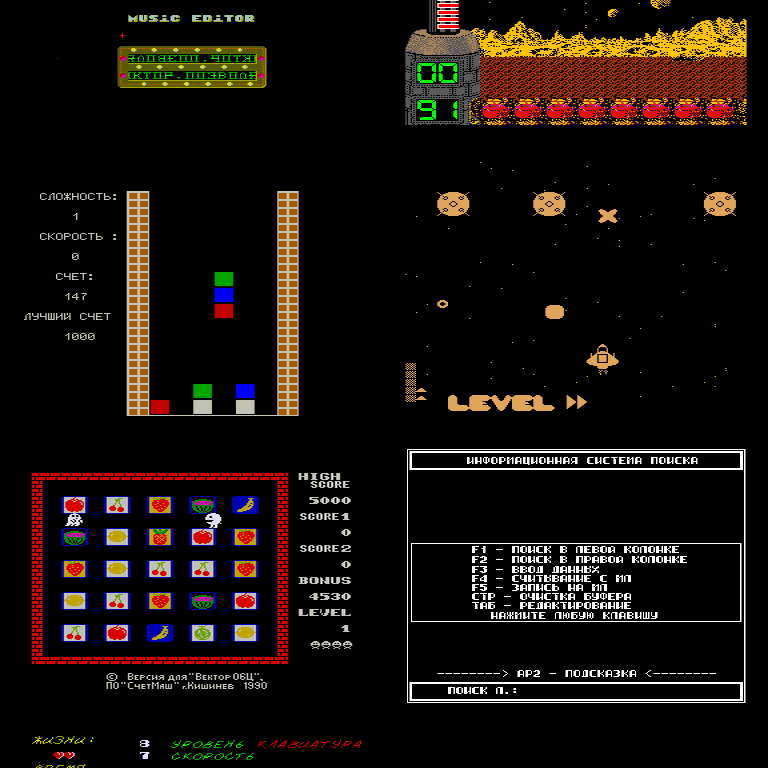 MUSIC EDITOR
00
91
СЛОЖНОСТЬ:
1
СКОРОСТЬ :
0
СЧЕТ:
147
ЛУЧШИЙ СЧЕТ
1000
LEVEL
HIGH
SCORE
5000
SCORE1
0
SCORE2
0
BONUS
4530
LEVEL
1
© Версия для "Вектор 06Ц",
ПО "СчетМаш", г.Кишинев 1990
ИНФОРМАЦИОННАЯ СИСТЕМА ПОИСКА
F1 - ПОИСК В ЛЕВОЙ КОЛОНКЕ
F2 - ПОИСК В ПРАВОЙ КОЛОНКЕ
F3 - ВВОД ДАННЫХ
F4 - СЧИТЫВАНИЕ С МЛ
F5 - ЗАПИСЬ НА МЛ
СТР - ОЧИСТКА БУФЕРА
ТАБ - РЕДАКТИРОВАНИЕ
НАЖМИТЕ ЛЮБУЮ КЛАВИШУ
--------> АР2 - ПОДСКАЗКА <--------
ПОИСК Л.:
ЖИЗНИ:
3 УРОВЕНЬ КЛАВИАТУРА
7 СКОРОСТЬ
ВРЕМЯ